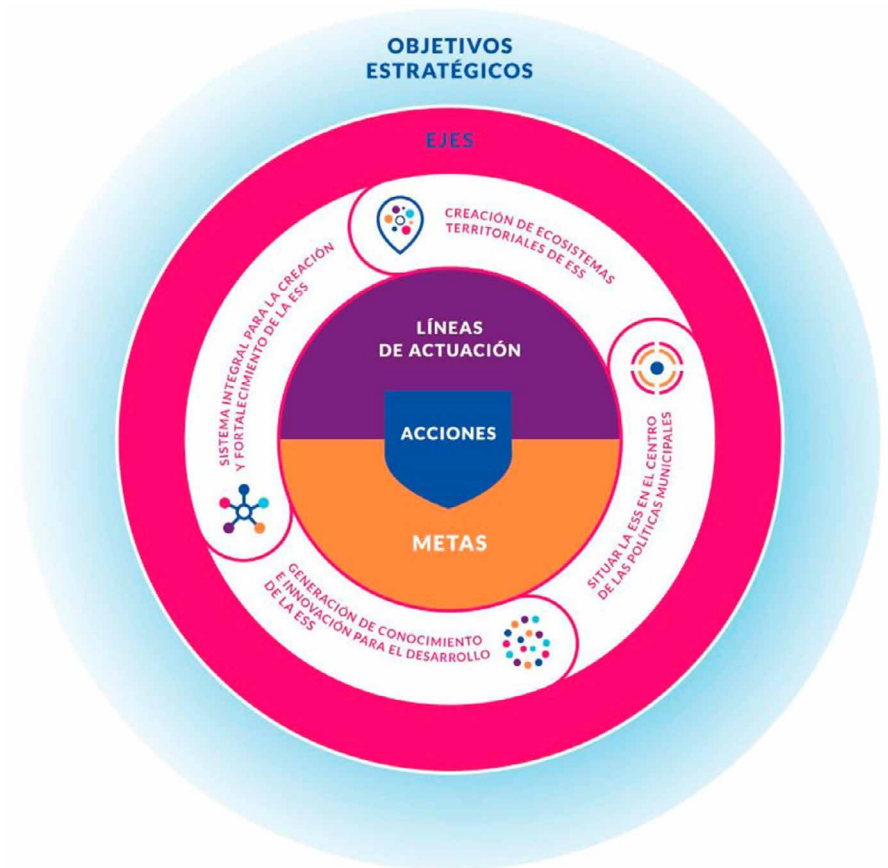 OBJETIVOS
ESTRATÉGICOS
EJES
CREACIÓN DE ECOSISTEMAS
TERRITORIALES DE ESS
SITUAR LA ESS EN EL CENTRO
DE LAS POLÍTICAS MUNICIPALES
GENERACIÓN DE CONOCIMIENTO
E INNOVACIÓN PARA EL DESARROLLO
DE LA ESS
SISTEMA INTEGRAL PARA LA CREACIÓN
Y FORTALECIMIENTO DE LA ESS
LÍNEAS
DE ACTUACIÓN
ACCIONES
METAS